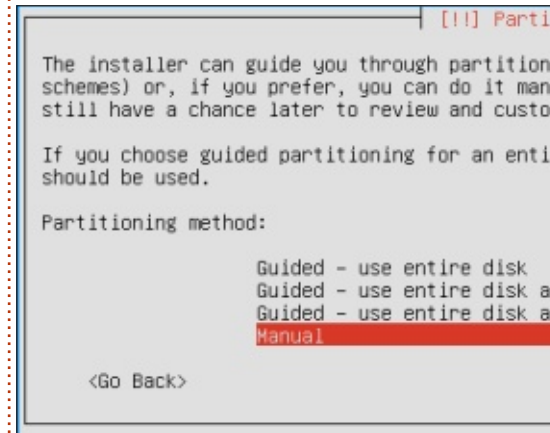 [!!] Parti
The installer can guide you through partition
schemes) or, if you prefer, you can do it man
still have a chance later to review and custo
If you choose guided partitioning for an enti
should be used.
Partitioning method:
Guided - use entire disk
Guided - use entire disk a
Guided - use entire disk a
Manual
<Go Back>